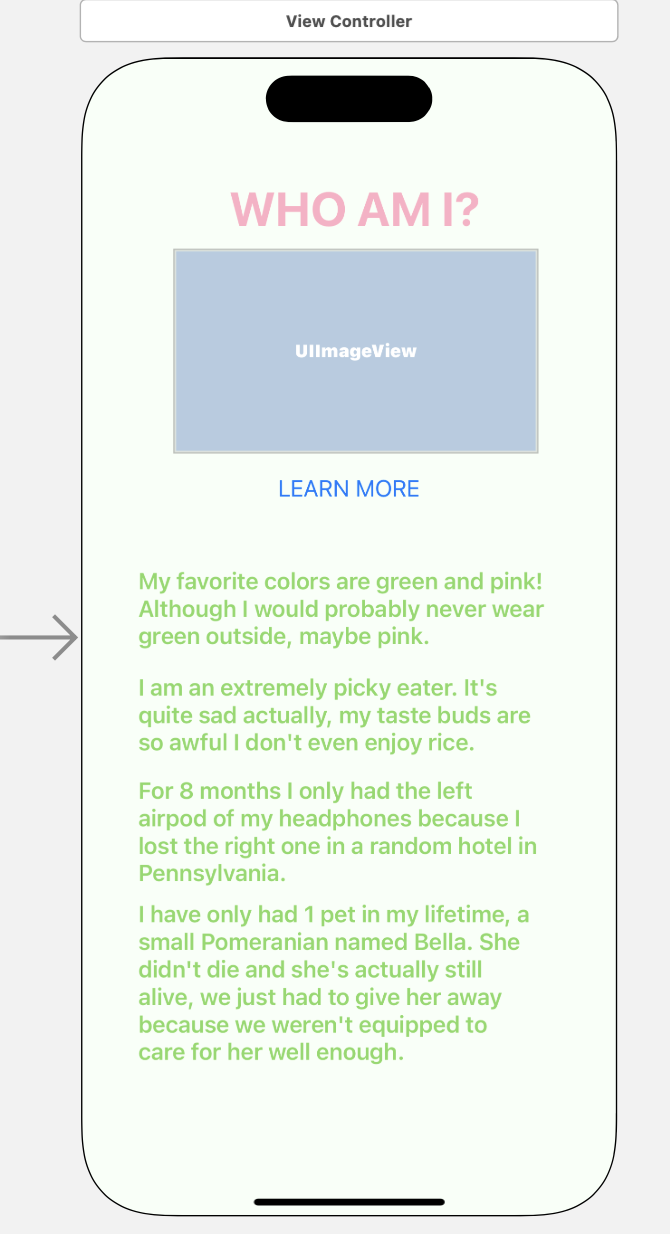 View Controller
WHO AM I?
UIImageView
LEARN MORE
My favorite colors are green and pink!
Although I would probably never wear
green outside, maybe pink.
I am an extremely picky eater. It's
quite sad actually, my taste buds are
so awful I don't even enjoy rice.
For 8 months I only had the left
airpod of my headphones because I
lost the right one in a random hotel in
Pennsylvania.
I have only had 1 pet in my lifetime, a
small Pomeranian named Bella. She
didn't die and she's actually still
alive, we just had to give her away
because we weren't equipped to
care for her well enough.